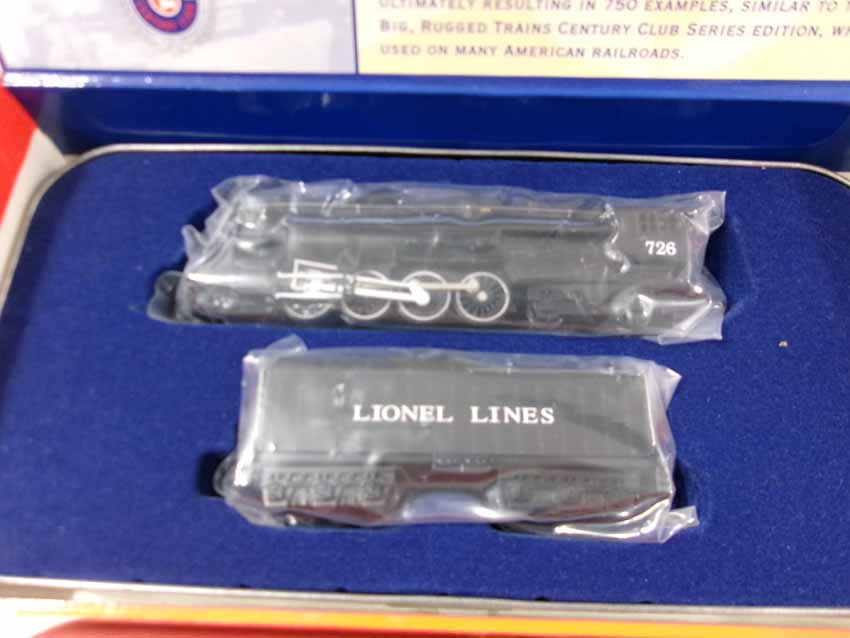 ULTIMATELY RESULTING IN 750 EXAMPLES, SIMILAR TO
BIG, RUGGED TRAINS CENTURY CLUB SERIES EDITION,
USED ON MANY AMERICAN RAILROADS.
726
LIONEL LINES